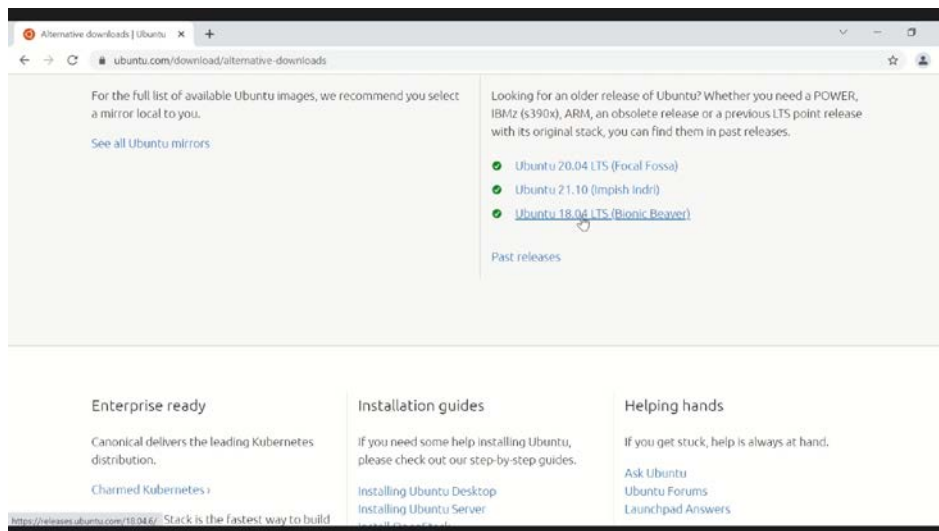 Alternative downloads | Ubuntu
ubuntu.com/download/alternative-downloads
For the full list of available Ubuntu images, we recommend you select
a mirror local to you.
See all Ubuntu mirrors
Looking for an older release of Ubuntu? Whether you need a POWER,
IBMz (s390x), ARM, an obsolete release or a previous LTS point release
with its original stack, you can find them in past releases.
Ubuntu 20.04 LTS (Focal Fossa)
Ubuntu 21.10 (Impish Indri)
Ubuntu 18.04 LTS (Bionic Beaver)
Past releases
Enterprise ready
Canonical delivers the leading Kubernetes
distribution.
Charmed Kubernetes ›
Stack is the fastest way to build
Installation guides
If you need some help installing Ubuntu,
please check out our step-by-step guides.
Installing Ubuntu Desktop
Installing Ubuntu Server
Install OpenStack
Helping hands
If you get stuck, help is always at hand.
Ask Ubuntu
Ubuntu Forums
Launchpad Answers
https://releases.ubuntu.com/18.04.6/